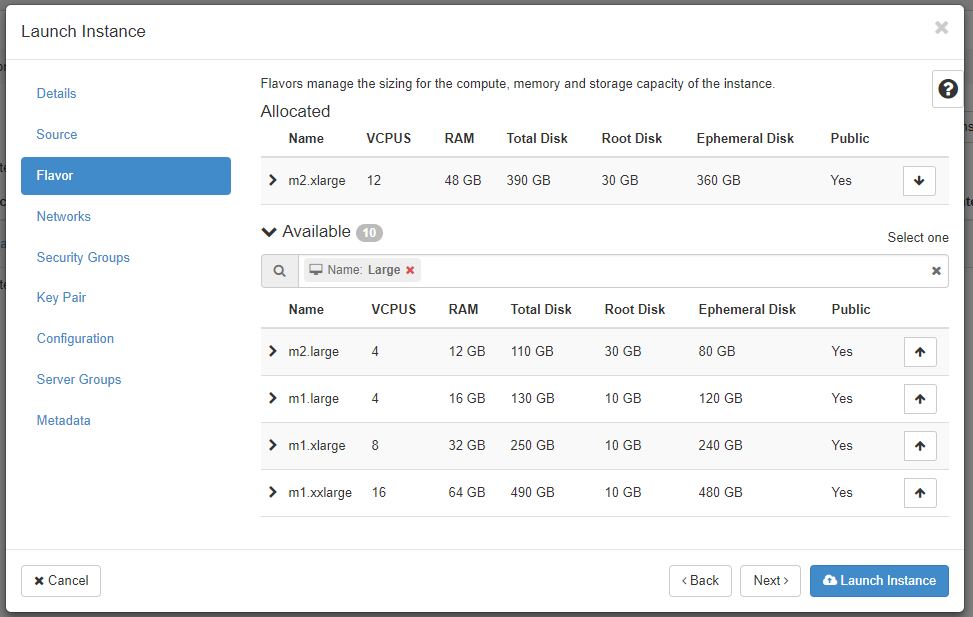 Launch Instance ×
Details
Source
Flavor
Networks
Security Groups
Key Pair
Configuration
Server Groups
Metadata
Flavors manage the sizing for the compute, memory and storage capacity of the instance.
?
Allocated
Name VCPUS RAM Total Disk Root Disk Ephemeral Disk Public
m2.xlarge 12 48 GB 390 GB 30 GB 360 GB Yes
Available 10
Select one
Name: Large
Name VCPUS RAM Total Disk Root Disk Ephemeral Disk Public
m2.large 4 12 GB 110 GB 30 GB 80 GB Yes
m1.large 4 16 GB 130 GB 10 GB 120 GB Yes
m1.xlarge 8 32 GB 250 GB 10 GB 240 GB Yes
m1.xxlarge 16 64 GB 490 GB 10 GB 480 GB Yes
Cancel ‹ Back Next › Launch Instance